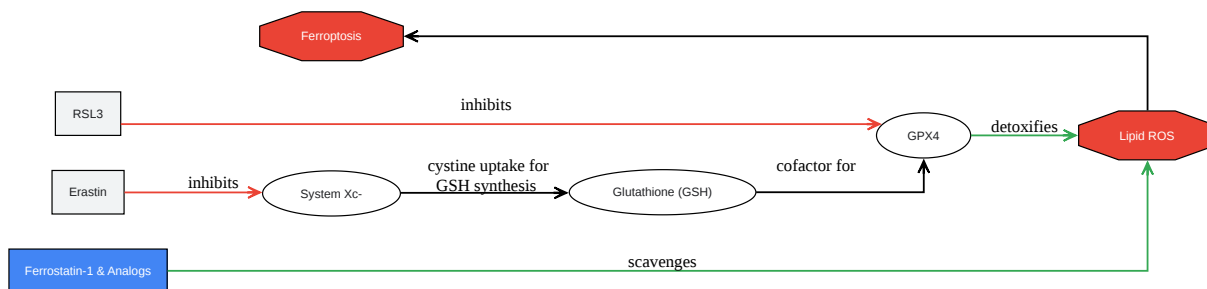 Ferroptosis
RSL3
inhibits
GPX4
detoxifies
Lipid ROS
Erastin
inhibits
System Xc-
cystine uptake for
GSH synthesis
Glutathione (GSH)
cofactor for
Ferrostatin-1 & Analogs
scavenges